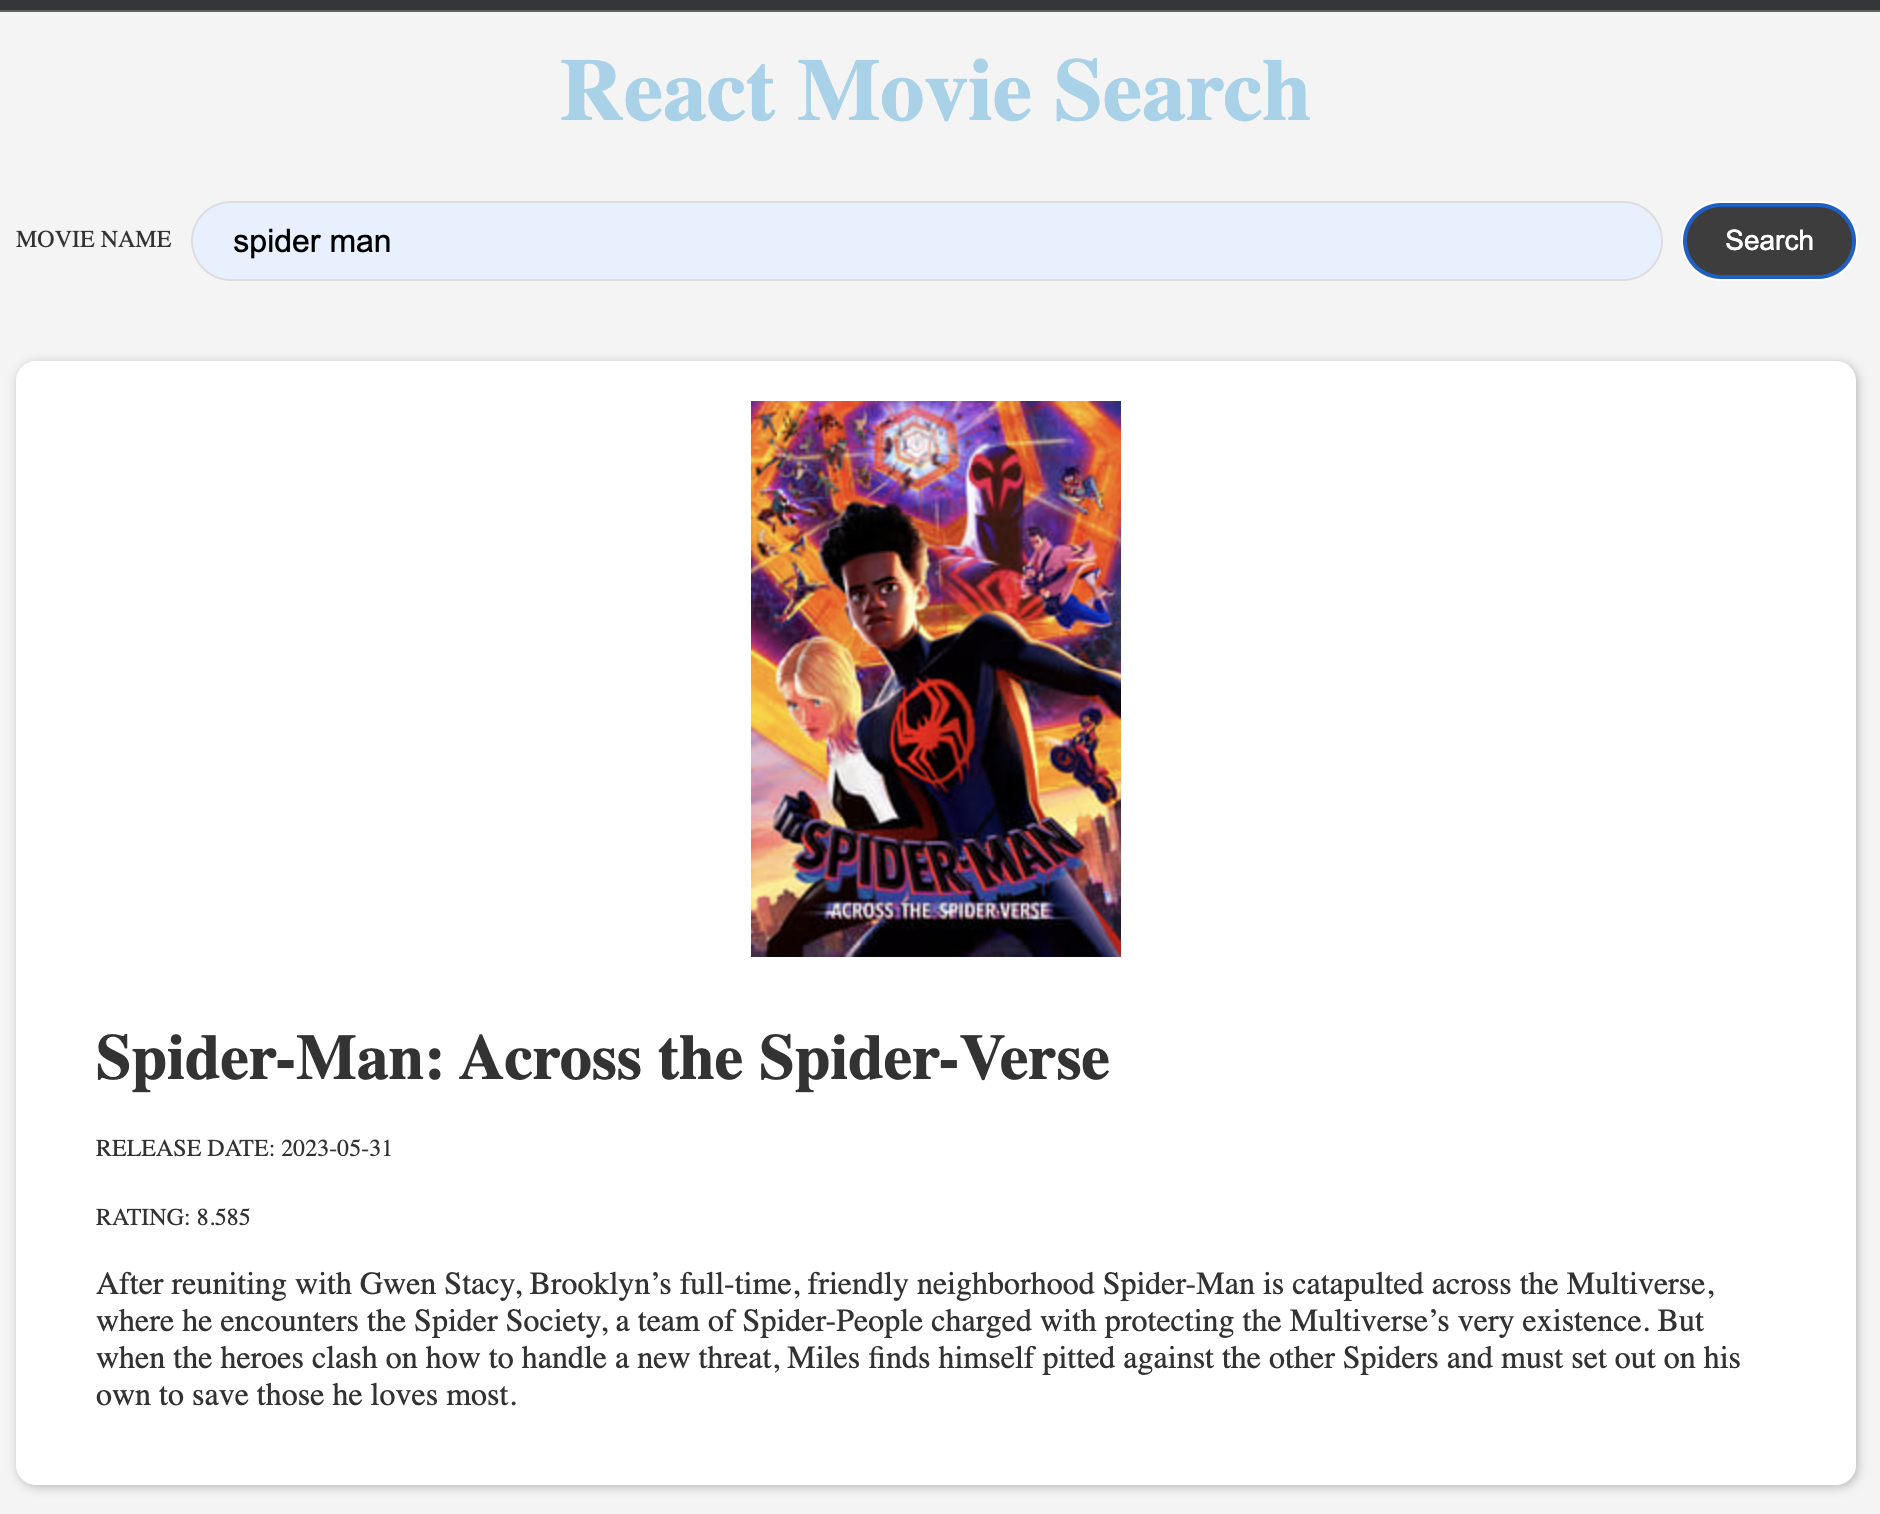 React Movie Search
MOVIE NAME
spider man
Search
SPIDER-MAN
ACROSS THE SPIDER-VERSE
Spider-Man: Across the Spider-Verse
RELEASE DATE: 2023-05-31
RATING: 8.585
After reuniting with Gwen Stacy, Brooklyn’s full-time, friendly neighborhood Spider-Man is catapulted across the Multiverse,
where he encounters the Spider Society, a team of Spider-People charged with protecting the Multiverse’s very existence. But
when the heroes clash on how to handle a new threat, Miles finds himself pitted against the other Spiders and must set out on his
own to save those he loves most.